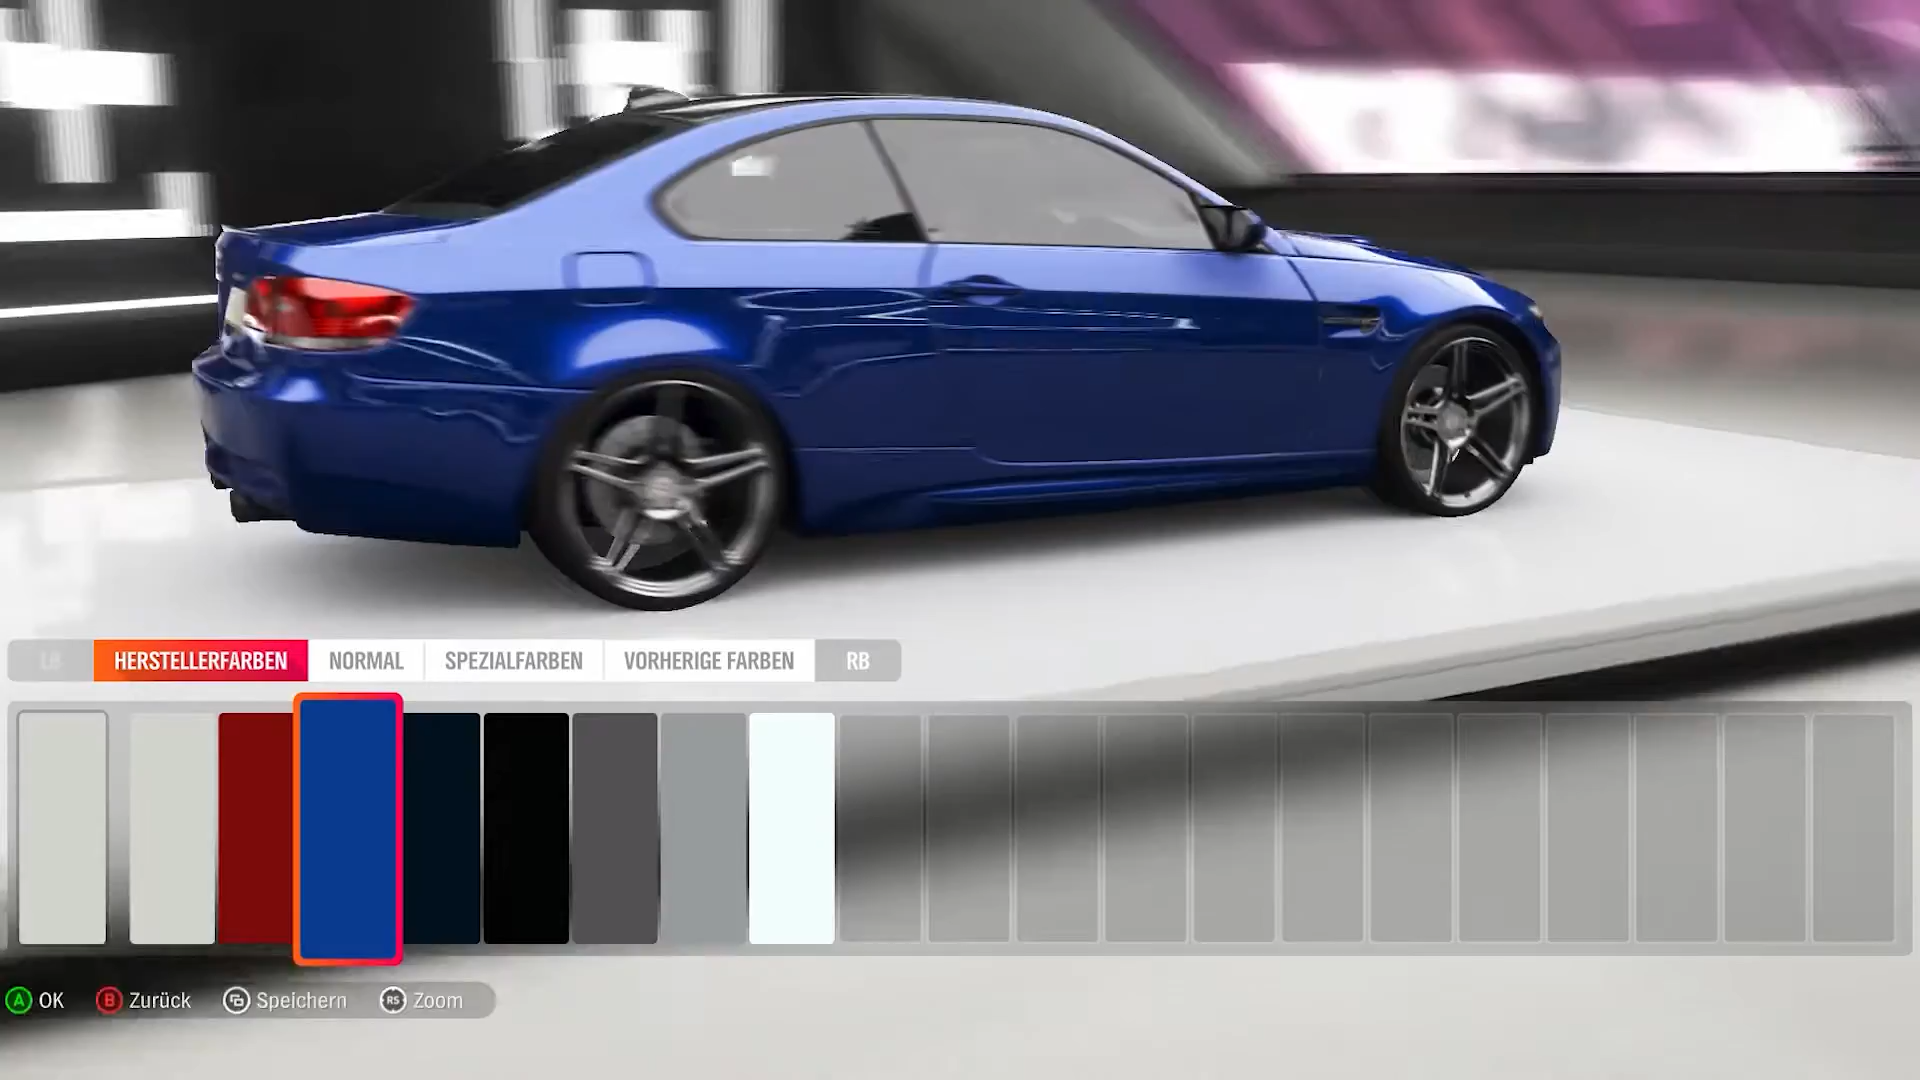 LB HERSTELLERFARBEN NORMAL SPEZIALFARBEN VORHERIGE FARBEN RB
A OK B Zurück Speichern RS Zoom